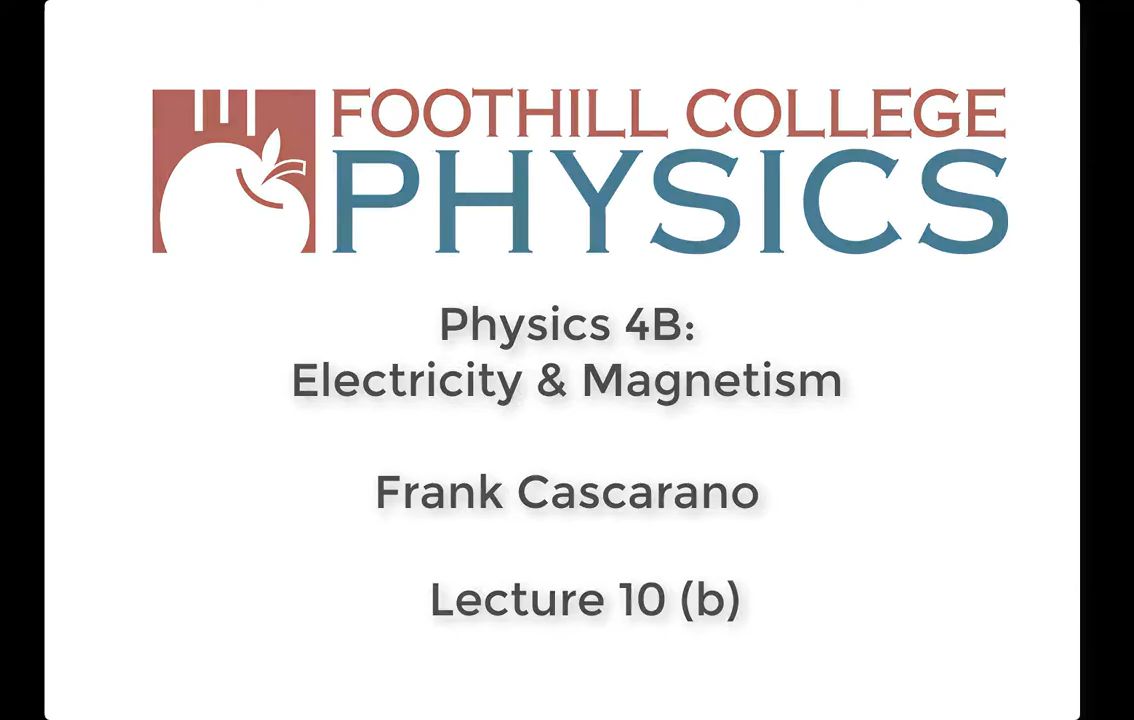 FOOTHILL COLLEGE
PHYSICS
Physics 4B:
Electricity & Magnetism
Frank Cascarano
Lecture 10 (b)